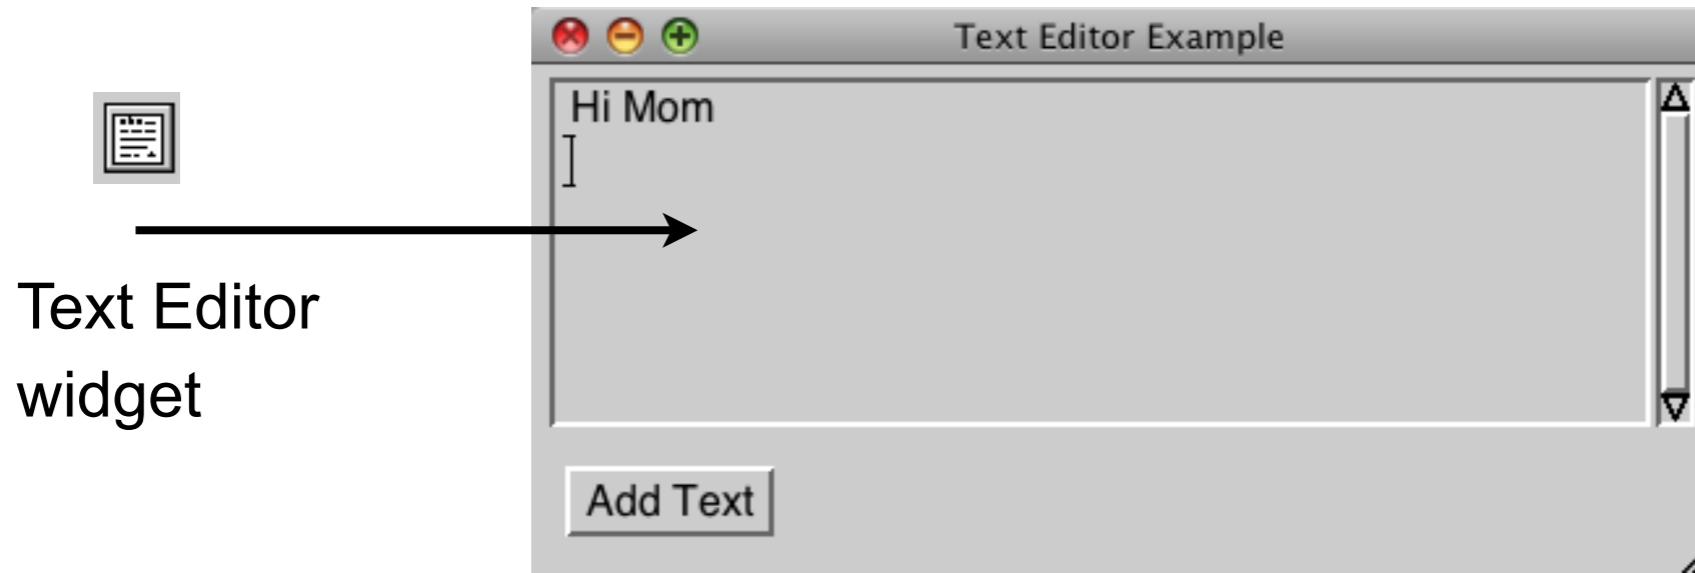 Text Editor Example
Hi Mom
Text Editor
widget
Add Text